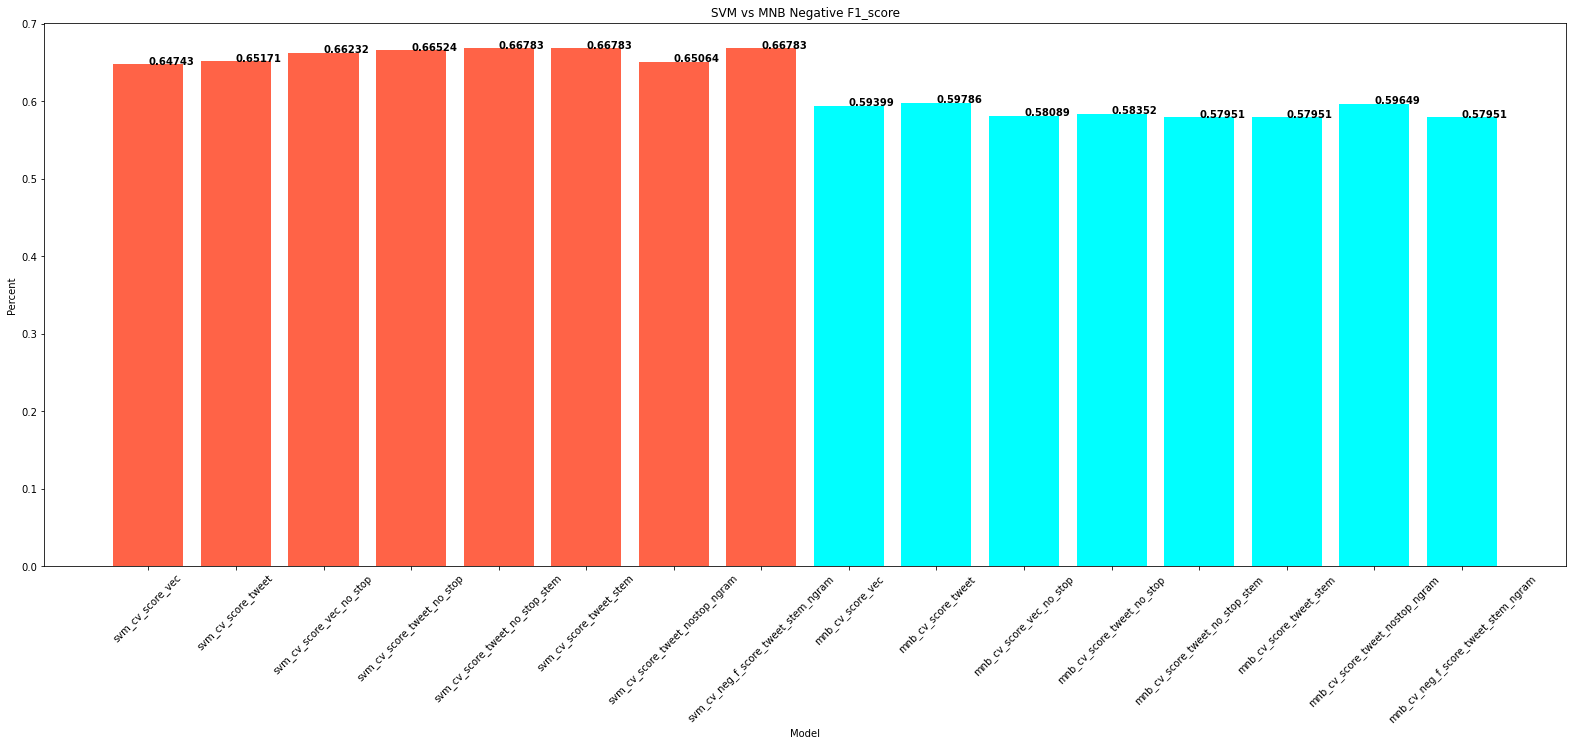 SVM vs MNB Negative F1_score
0.7
0.6
0.5
0.4
0.3
0.2
0.1
0.0
Percent
0.64743
0.65171
0.66232
0.66524
0.66783
0.66783
0.65064
0.66783
0.59399
0.59786
0.58089
0.58352
0.57951
0.57951
0.59649
0.57951
svm_cv_score_vec
svm_cv_score_tweet
svm_cv_score_vec_no_stop
svm_cv_score_tweet_no_stop
svm_cv_score_tweet_no_stop_stem
svm_cv_score_tweet_stem
svm_cv_score_tweet_nostop_ngram
svm_cv_neg_f_score_tweet_stem_ngram
mnb_cv_score_vec
mnb_cv_score_tweet
mnb_cv_score_vec_no_stop
mnb_cv_score_tweet_no_stop
mnb_cv_score_tweet_no_stop_stem
mnb_cv_score_tweet_stem
mnb_cv_score_tweet_nostop_ngram
mnb_cv_neg_f_score_tweet_stem_ngram
Model